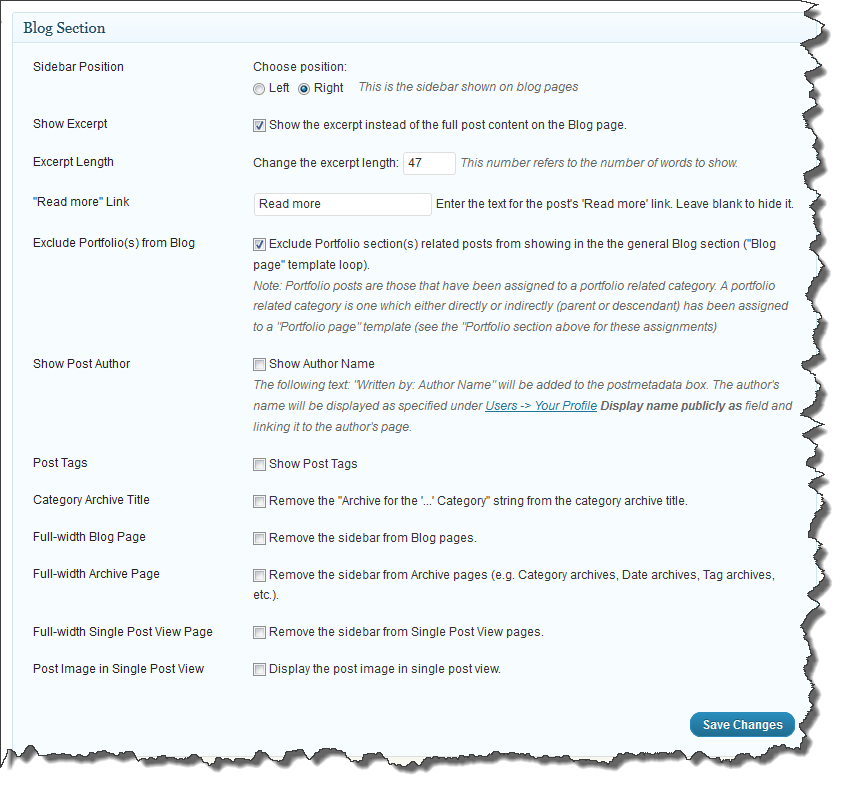 Blog Section
Sidebar Position
Choose position:
Left Right This is the sidebar shown on blog pages
Show Excerpt
Show the excerpt instead of the full post content on the Blog page.
Excerpt Length
Change the excerpt length: 47 This number refers to the number of words to show.
"Read more" Link
Read more Enter the text for the post's 'Read more' link. Leave blank to hide it.
Exclude Portfolio(s) from Blog
Exclude Portfolio section(s) related posts from showing in the the general Blog section ("Blog
page" template loop).
Note: Portfolio posts are those that have been assigned to a portfolio related category. A portfolio
related category is one which either directly or indirectly (parent or descendant) has been assigned
to a "Portfolio page" template (see the "Portfolio section above for these assignments)
Show Post Author
Show Author Name
The following text: "Written by: Author Name" will be added to the postmetadata box. The author's
name will be displayed as specified under Users -> Your Profile Display name publicly as field and
linking it to the author's page.
Post Tags
Show Post Tags
Category Archive Title
Remove the "Archive for the '...' Category" string from the category archive title.
Full-width Blog Page
Remove the sidebar from Blog pages.
Full-width Archive Page
Remove the sidebar from Archive pages (e.g. Category archives, Date archives, Tag archives,
etc.).
Full-width Single Post View Page
Remove the sidebar from Single Post View pages.
Post Image in Single Post View
Display the post image in single post view.
Save Changes